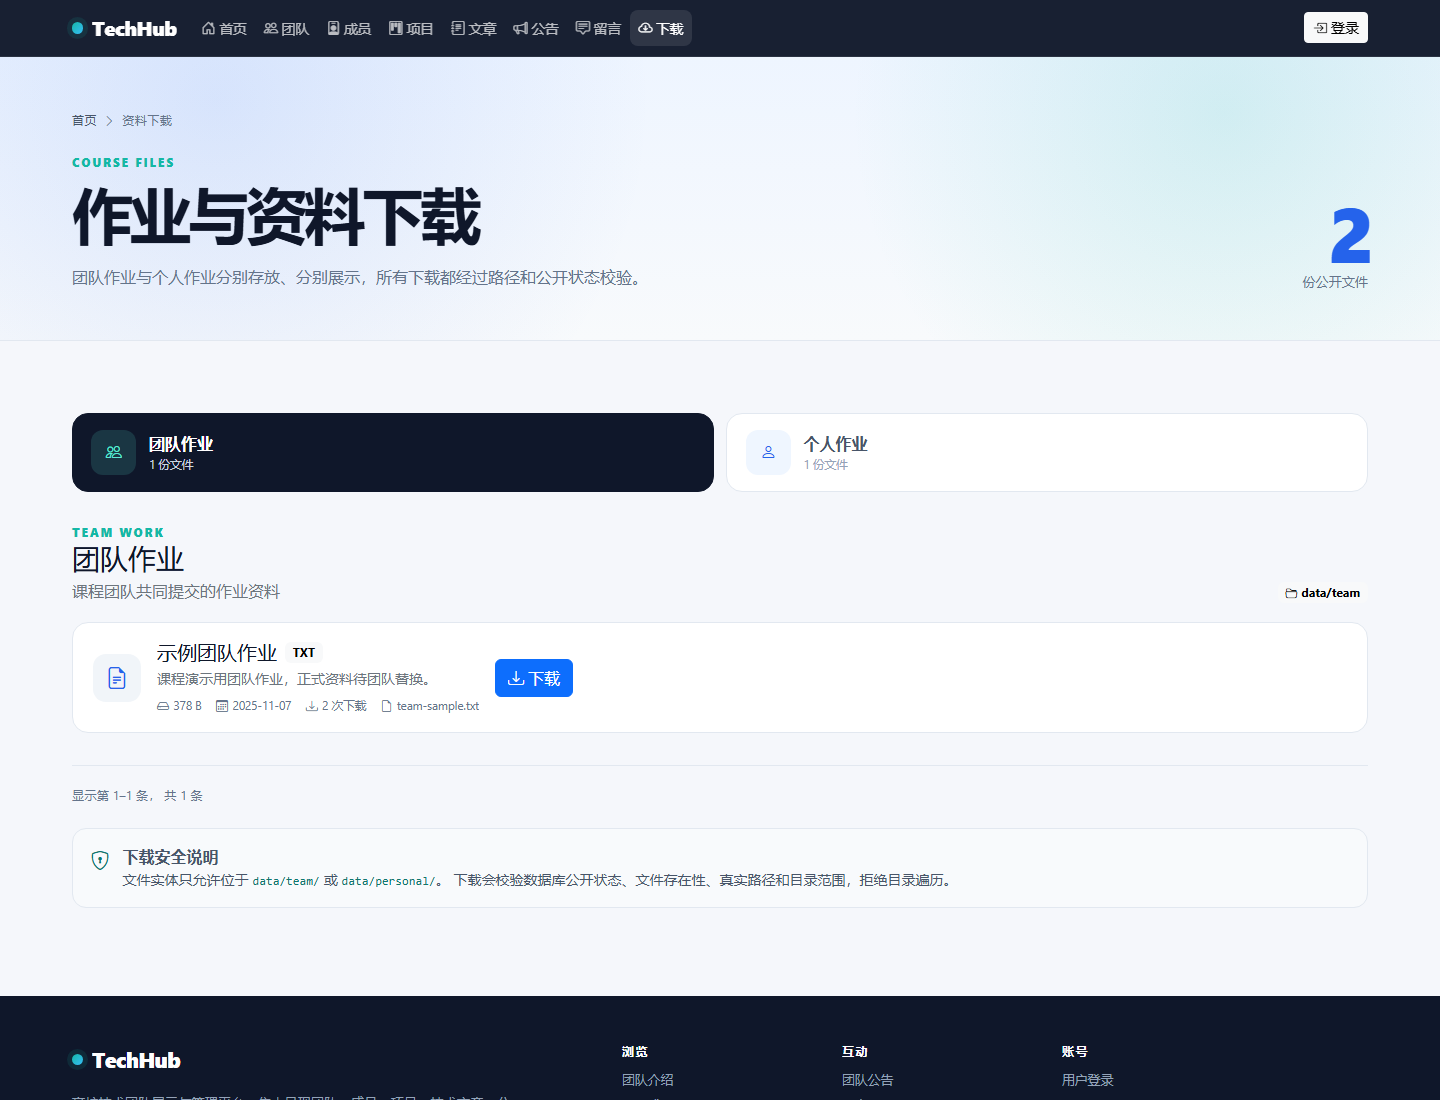 TechHub 首页 团队 成员 项目 文章 公告 留言 下载 登录
首页 资料下载
COURSE FILES
作业与资料下载
团队作业与个人作业分别存放、分别展示，所有下载都经过路径和公开状态校验。
2
份公开文件
团队作业
1 份文件
个人作业
1 份文件
TEAM WORK
团队作业
课程团队共同提交的作业资料
data/team
示例团队作业 TXT
课程演示用团队作业，正式资料待团队替换。
378 B 2025-11-07 2 次下载 team-sample.txt
下载
显示第 1–1 条， 共 1 条
下载安全说明
文件实体只允许位于 data/team/ 或 data/personal/。 下载会校验数据库公开状态、文件存在性、真实路径和目录范围，拒绝目录遍历。
TechHub
浏览 互动 账号
团队介绍 团队公告 用户登录